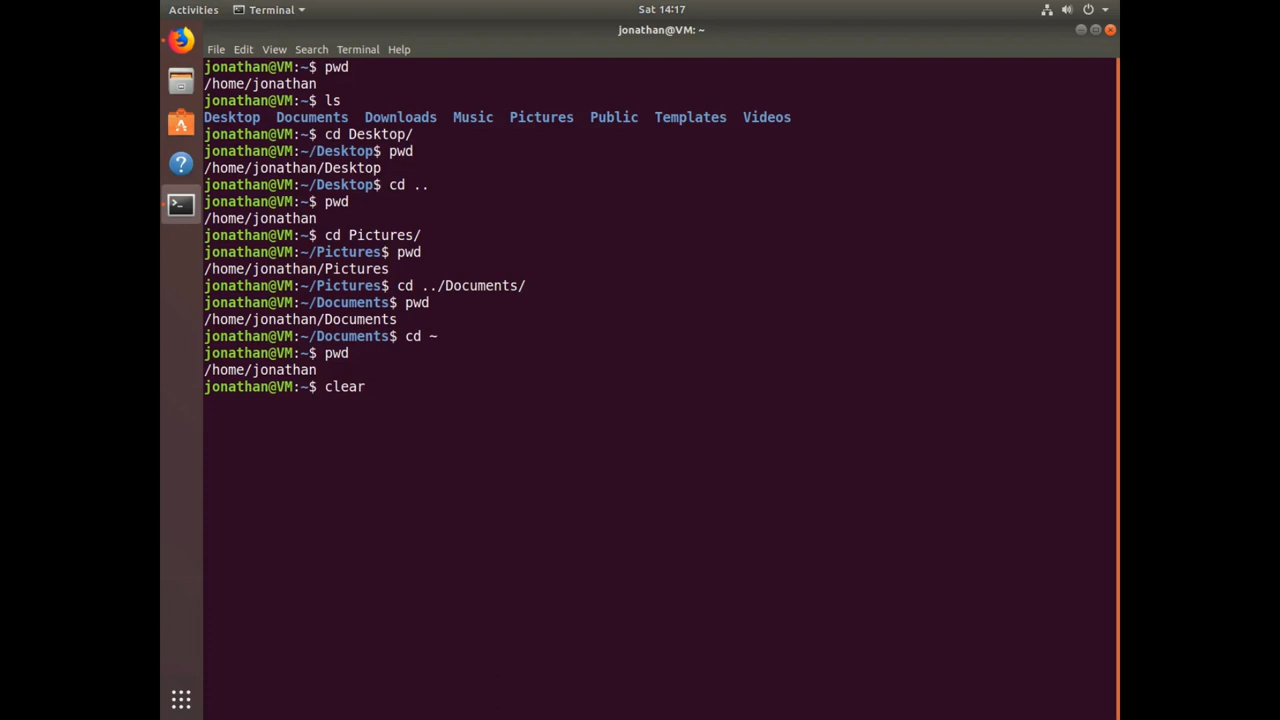 Activities Terminal Sat 14:17
jonathan@VM: ~
File Edit View Search Terminal Help
jonathan@VM:~$ pwd
/home/jonathan
jonathan@VM:~$ ls
Desktop Documents Downloads Music Pictures Public Templates Videos
jonathan@VM:~$ cd Desktop/
jonathan@VM:~/Desktop$ pwd
/home/jonathan/Desktop
jonathan@VM:~/Desktop$ cd ..
jonathan@VM:~$ pwd
/home/jonathan
jonathan@VM:~$ cd Pictures/
jonathan@VM:~/Pictures$ pwd
/home/jonathan/Pictures
jonathan@VM:~/Pictures$ cd ../Documents/
jonathan@VM:~/Documents$ pwd
/home/jonathan/Documents
jonathan@VM:~/Documents$ cd ~
jonathan@VM:~$ pwd
/home/jonathan
jonathan@VM:~$ clear